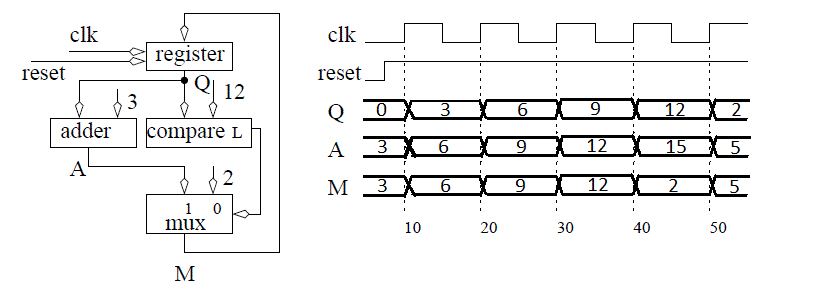 clk
register
reset
Q
12
3
adder
compare L
A
2
1 0
mux
M
clk
reset
Q 0 3 6 9 12 2
A 3 6 9 12 15 5
M 3 6 9 12 2 5
10 20 30 40 50